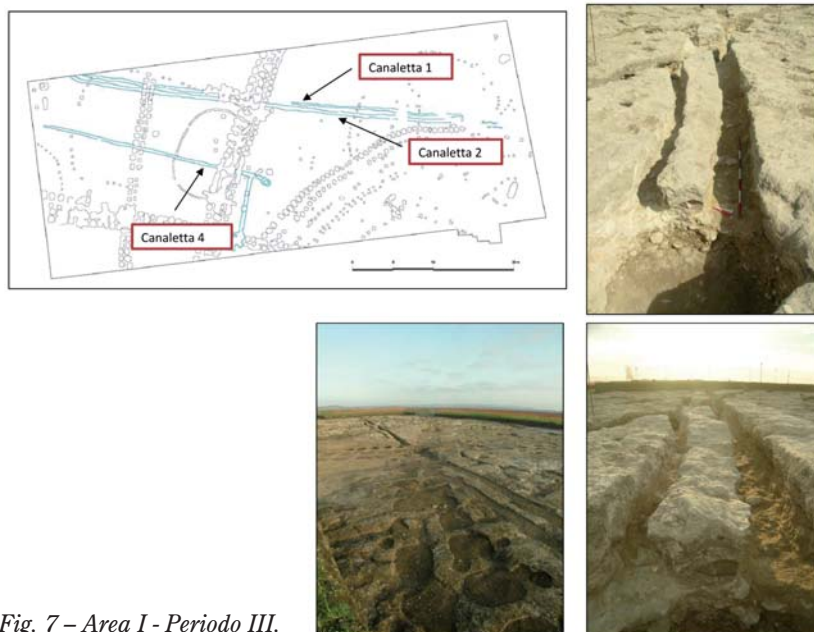 Canaletta 1
Canaletta 2
Canaletta 4
Fig. 7 – Area I - Periodo III.